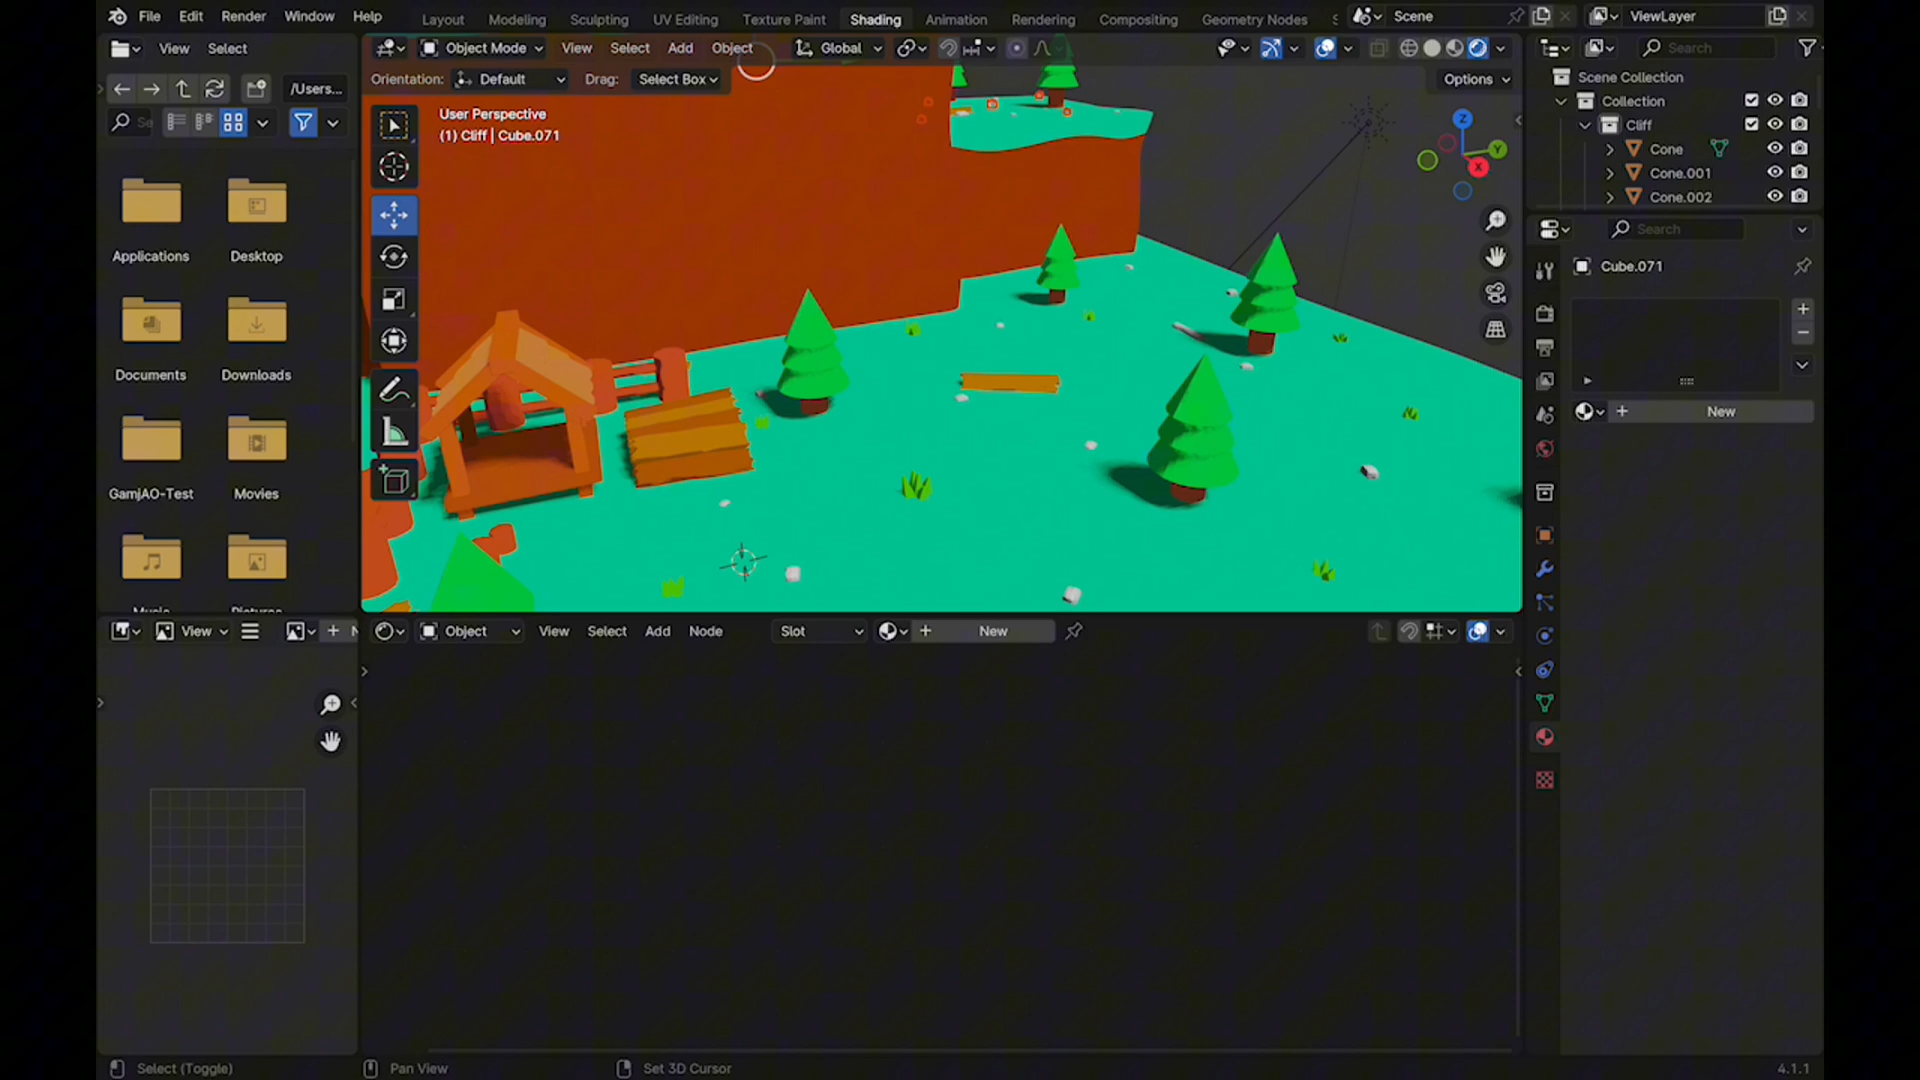 File Edit Render Window Help Layout Modeling Sculpting UV Editing Texture Paint Shading Animation Rendering Compositing Geometry Nodes Scene ViewLayer
View Select Object Mode View Select Add Object Global Search
/Users... Orientation: Default Drag: Select Box Options
Scene Collection
Collection
User Perspective
(1) Cliff | Cube.071
Cliff
Cone
Cone.001
Cone.002
Search
Cube.071
New
Applications Desktop
Documents Downloads
GamjAO-Test Movies
View Object View Select Add Node Slot New
Select (Toggle) Pan View Set 3D Cursor 4.1.1